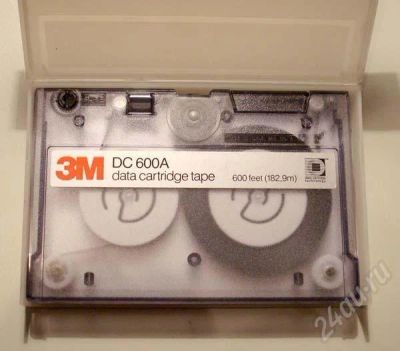 3M DC 600A
data cartridge tape 600 feet (182,9m)
24au.ru